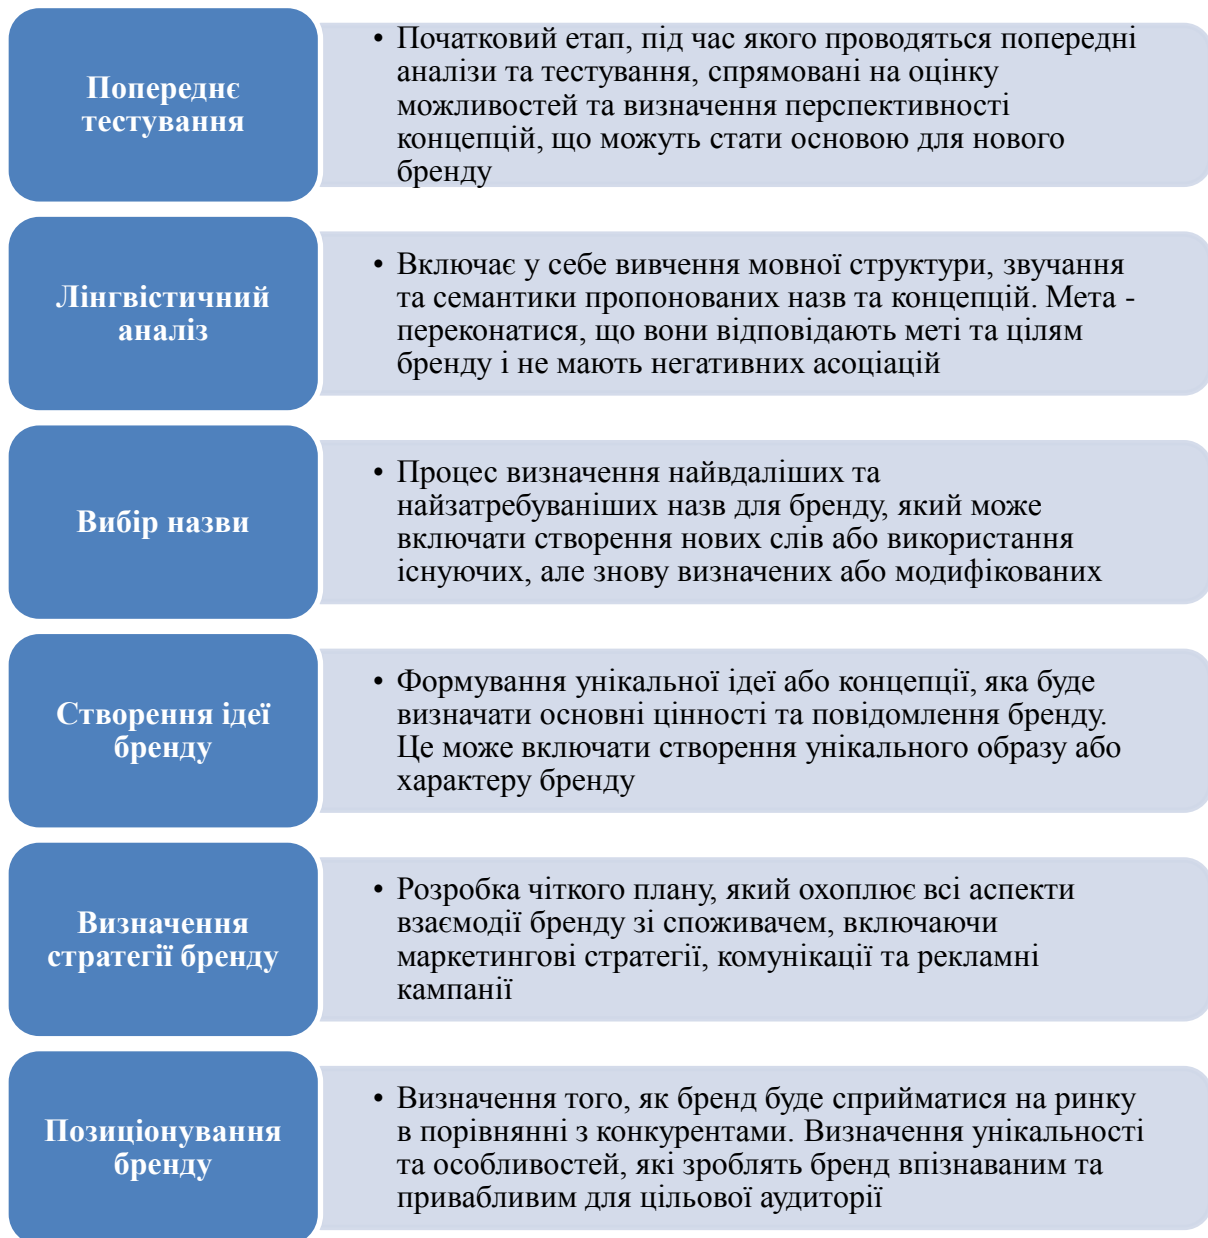 Попереднє
тестування
• Початковий етап, під час якого проводяться попередні
аналізи та тестування, спрямовані на оцінку
можливостей та визначення перспективності
концепцій, що можуть стати основою для нового
бренду
Лінгвістичний
аналіз
• Включає у себе вивчення мовної структури, звучання
та семантики пропонованих назв та концепцій. Мета -
переконатися, що вони відповідають меті та цілям
бренду і не мають негативних асоціацій
Вибір назви
• Процес визначення найвдаліших та
найзатребуваніших назв для бренду, який може
включати створення нових слів або використання
існуючих, але знову визначених або модифікованих
Створення ідеї
бренду
• Формування унікальної ідеї або концепції, яка буде
визначати основні цінності та повідомлення бренду.
Це може включати створення унікального образу або
характеру бренду
Визначення
стратегії бренду
• Розробка чіткого плану, який охоплює всі аспекти
взаємодії бренду зі споживачем, включаючи
маркетингові стратегії, комунікації та рекламні
кампанії
Позиціонування
бренду
• Визначення того, як бренд буде сприйматися на ринку
в порівнянні з конкурентами. Визначення унікальності
та особливостей, які зроблять бренд впізнаваним та
привабливим для цільової аудиторії